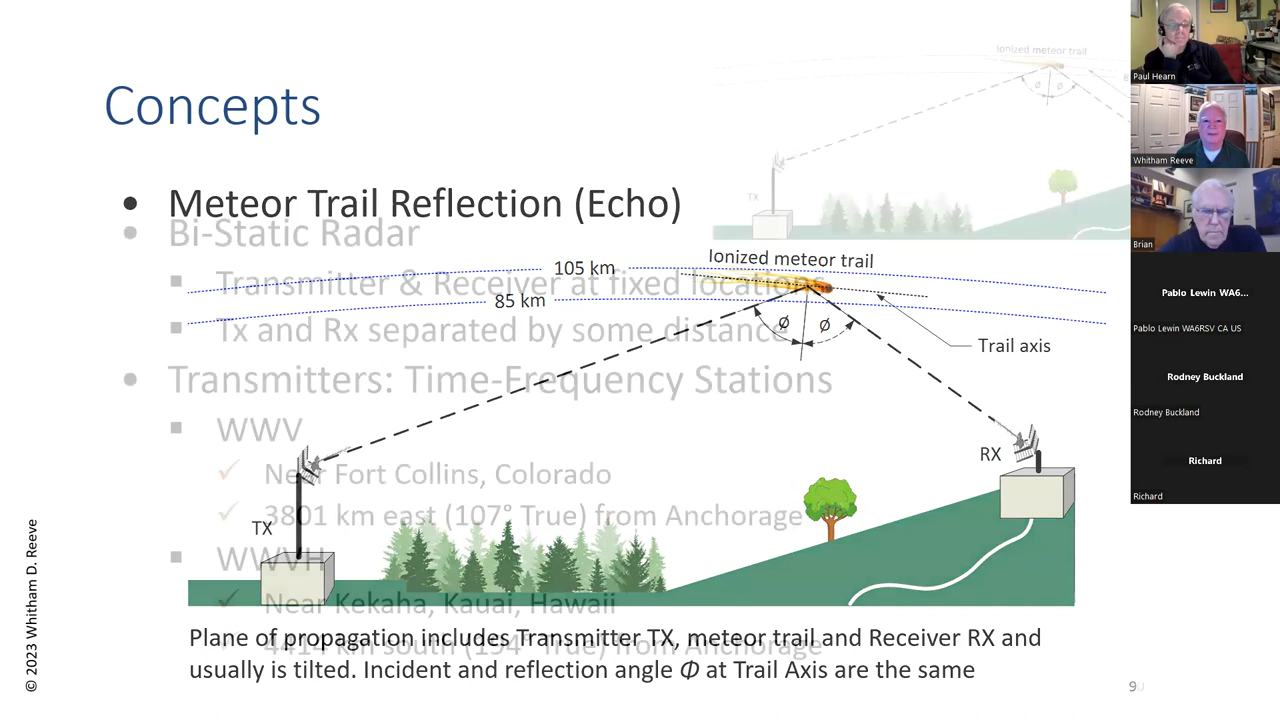 Concepts
Ionized meteor trail
Φ Φ
TX
• Meteor Trail Reflection (Echo)
• Bi-Static Radar
▪ Transmitter & Receiver at fixed locations
▪ Tx and Rx separated by some distance
• Transmitters: Time-Frequency Stations
▪ WWV
✓ Near Fort Collins, Colorado
✓ 3801 km east (107° True) from Anchorage
▪ WWVH
✓ Near Kekaha, Kauai, Hawaii
km south True) from Anchorage
Ionized meteor trail
105 km
85 km
Φ Φ
Trail axis
TX
RX
Plane of propagation includes Transmitter TX, meteor trail and Receiver RX and
usually is tilted. Incident and reflection angle Φ at Trail Axis are the same
© 2023 Whitham D. Reeve
9
Paul Hearn
Whitham Reeve
Brian
Pablo Lewin WA6...
Pablo Lewin WA6RSV CA US
Rodney Buckland
Rodney Buckland
Richard
Richard